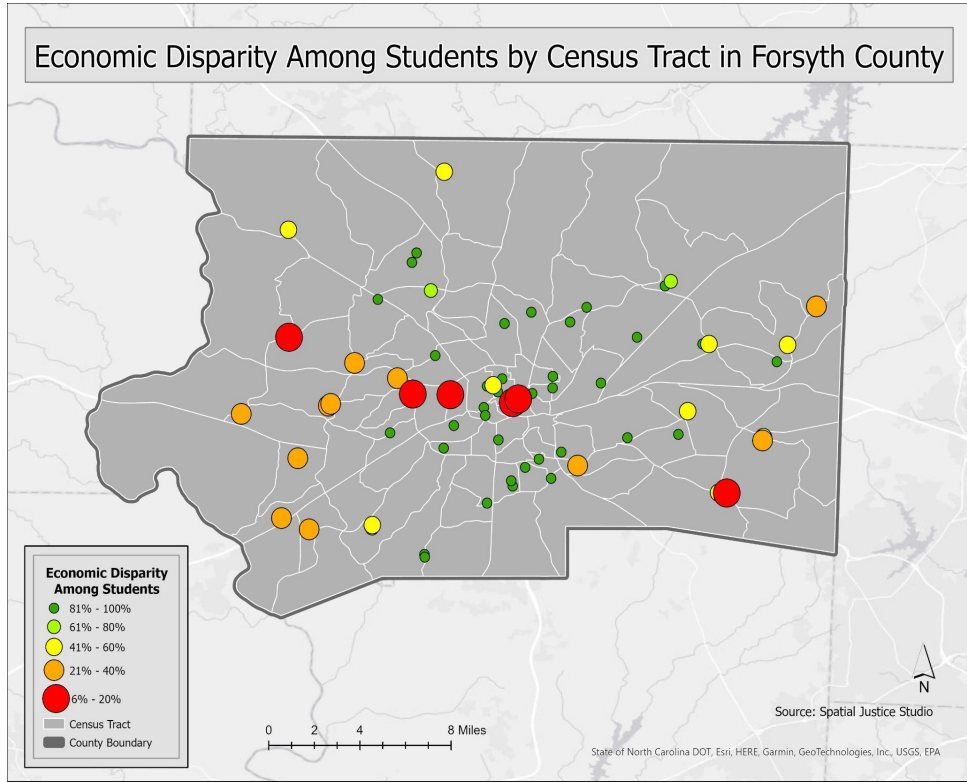 Economic Disparity Among Students by Census Tract in Forsyth County
Economic Disparity
Among Students
81% - 100%
61% - 80%
41% - 60%
21% - 40%
6% - 20%
Census Tract
County Boundary
0 2 4 8 Miles
N
Source: Spatial Justice Studio
State of North Carolina DOT, Esri, HERE, Garmin, GeoTechnologies, Inc., USGS, EPA